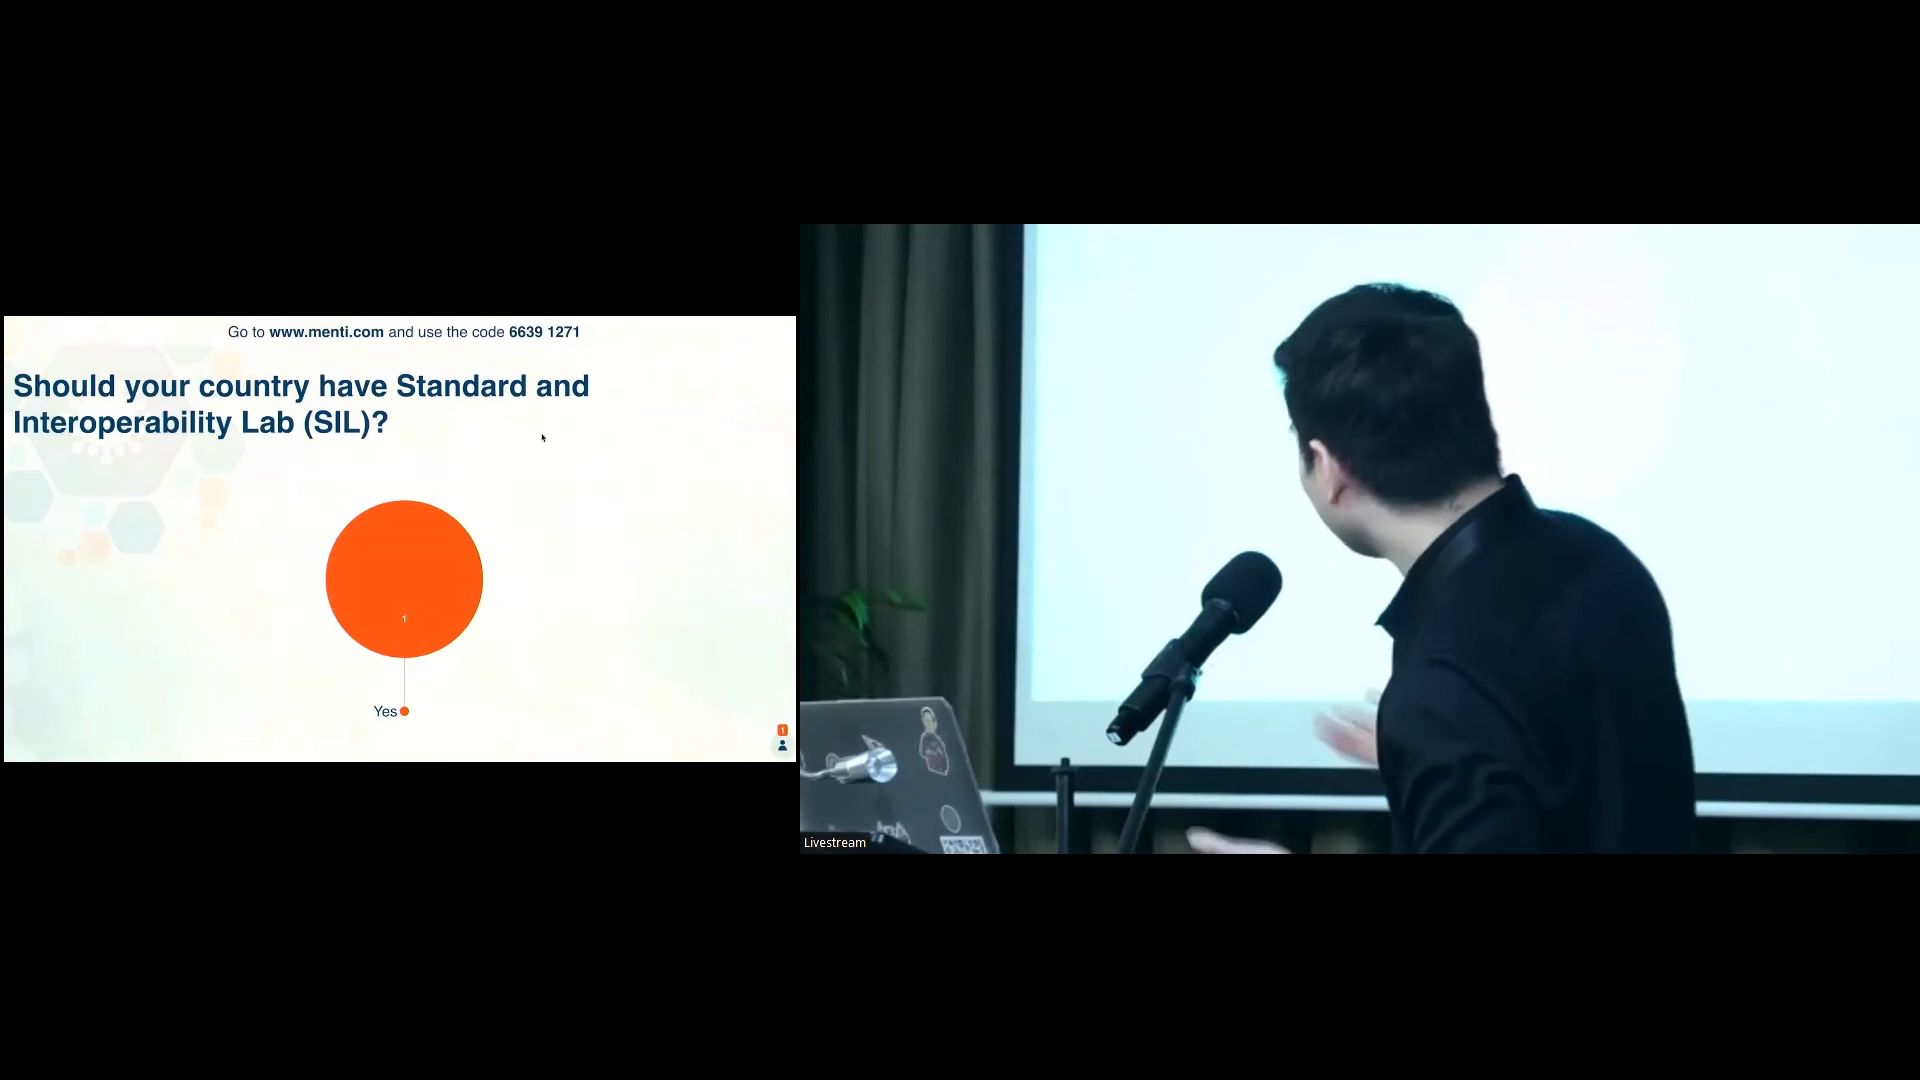 Go to www.menti.com and use the code 6639 1271
Should your country have Standard and
Interoperability Lab (SIL)?
1
Yes
1
Livestream